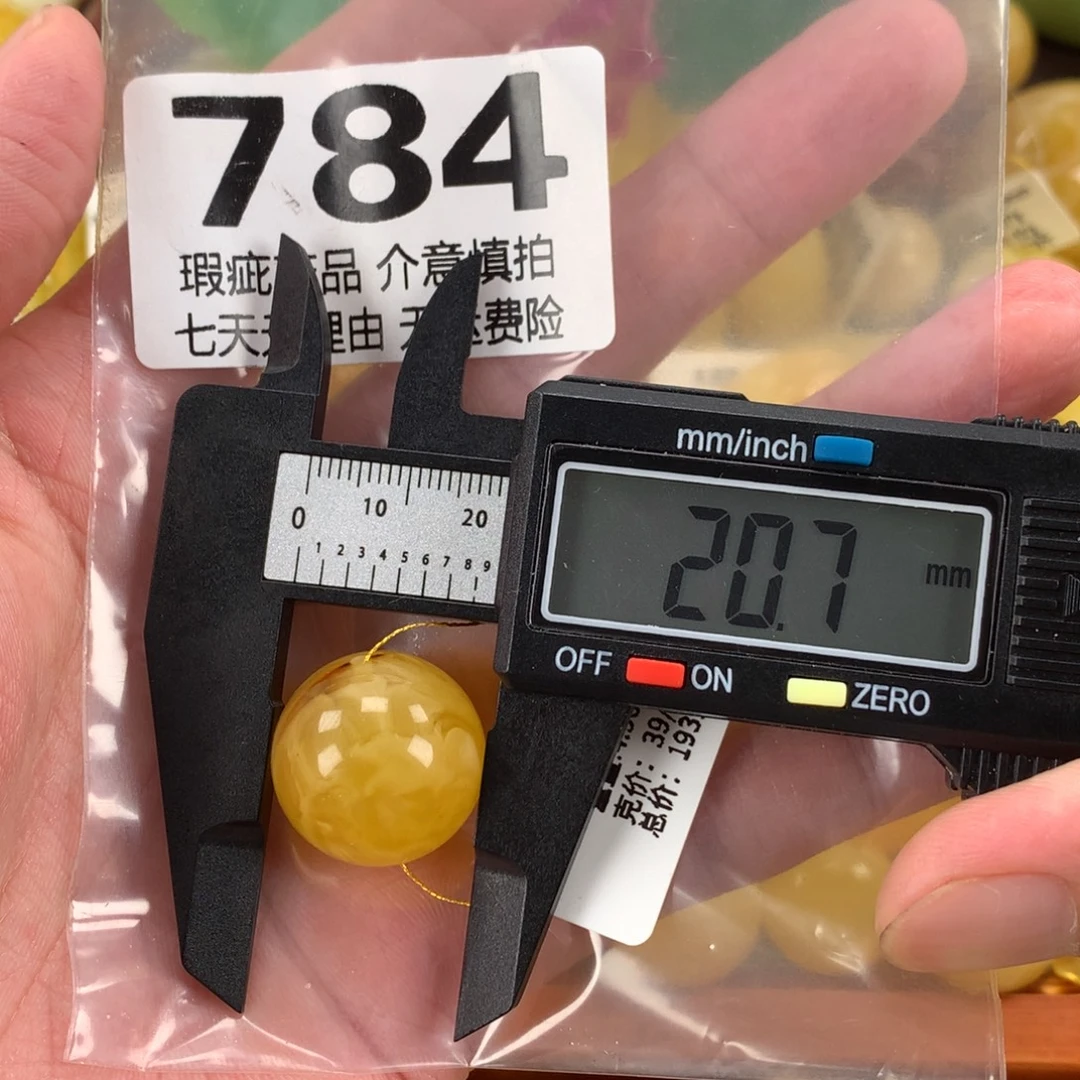 784
瑕疵 品 介意慎拍
七天 理由 费险
mm/inch
0 10 20
1 2 3 4 5 6 7 8 9
20.7 mm
OFF ON ZERO
克价: 39/
总价: 193